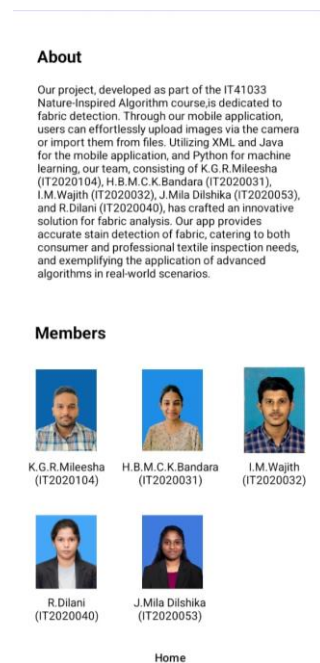 About
Our project, developed as part of the IT41033
Nature-Inspired Algorithm course,is dedicated to
fabric detection. Through our mobile application,
users can effortlessly upload images via the camera
or import them from files. Utilizing XML and Java
for the mobile application, and Python for machine
learning, our team, consisting of K.G.R.Mileesha
(IT2020104), H.B.M.C.K.Bandara (IT2020031),
I.M.Wajith (IT2020032), J.Mila Dilshika (IT2020053),
and R.Dilani (IT2020040), has crafted an innovative
solution for fabric analysis. Our app provides
accurate stain detection of fabric, catering to both
consumer and professional textile inspection needs,
and exemplifying the application of advanced
algorithms in real-world scenarios.
Members
K.G.R.Mileesha
(IT2020104)
H.B.M.C.K.Bandara
(IT2020031)
I.M.Wajith
(IT2020032)
R.Dilani
(IT2020040)
J.Mila Dilshika
(IT2020053)
Home